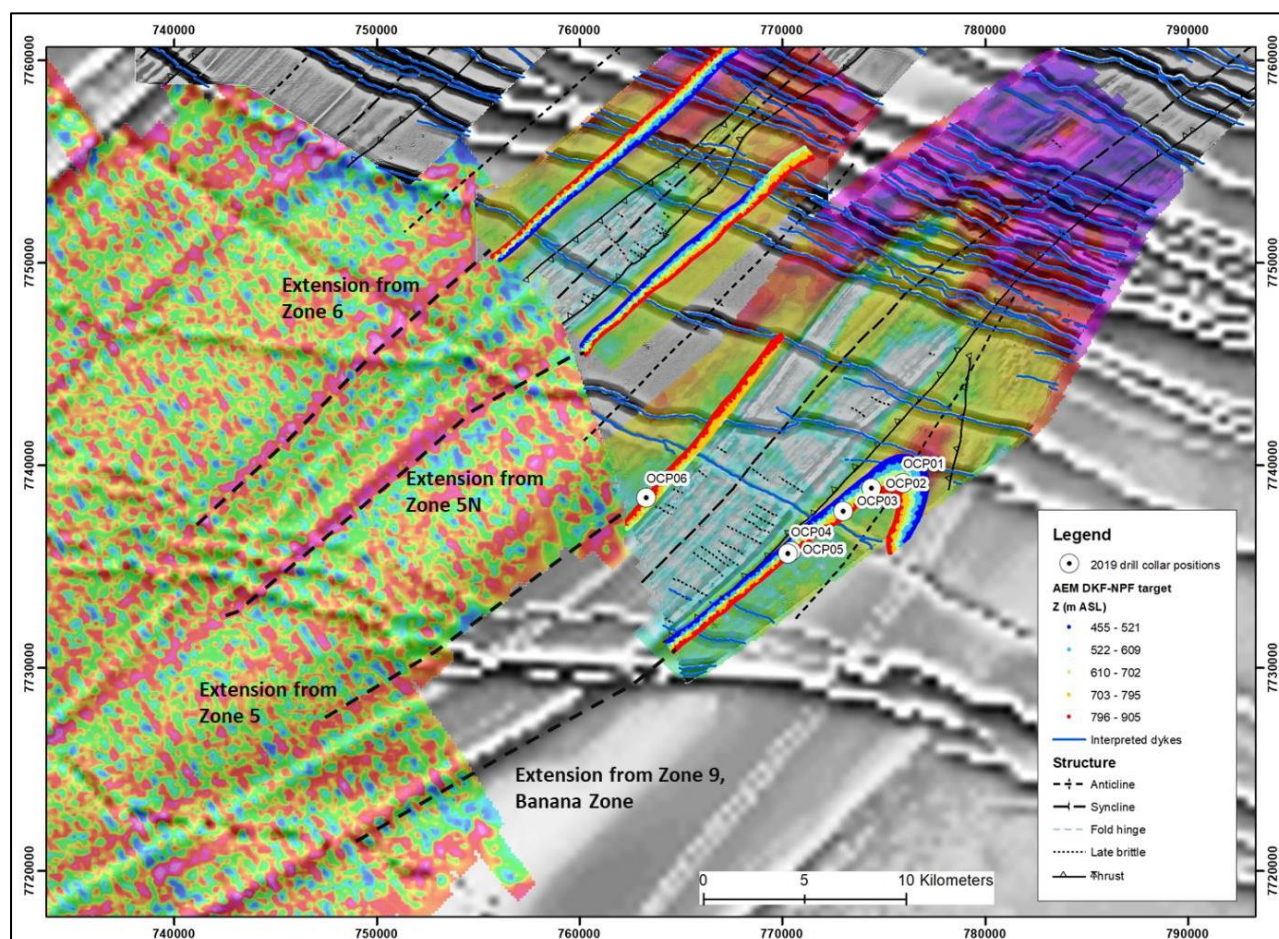 740000 750000 760000 770000 780000 790000
7760000 7760000
7750000 7750000
Extension from
Zone 6
7740000 7740000
Extension from
Zone 5N
OCP06
OCP01
OCP02
OCP03
OCP04
OCP05
7730000 7730000
Extension from
Zone 5
Extension from Zone 9,
Banana Zone
7720000 7720000
0 5 10 Kilometers
Legend
2019 drill collar positions
AEM DKF-NPF target
Z (m ASL)
455 - 521
522 - 609
610 - 702
703 - 795
796 - 905
Interpreted dykes
Structure
Anticline
Syncline
Fold hinge
Late brittle
Thrust
740000 750000 760000 770000 780000 790000